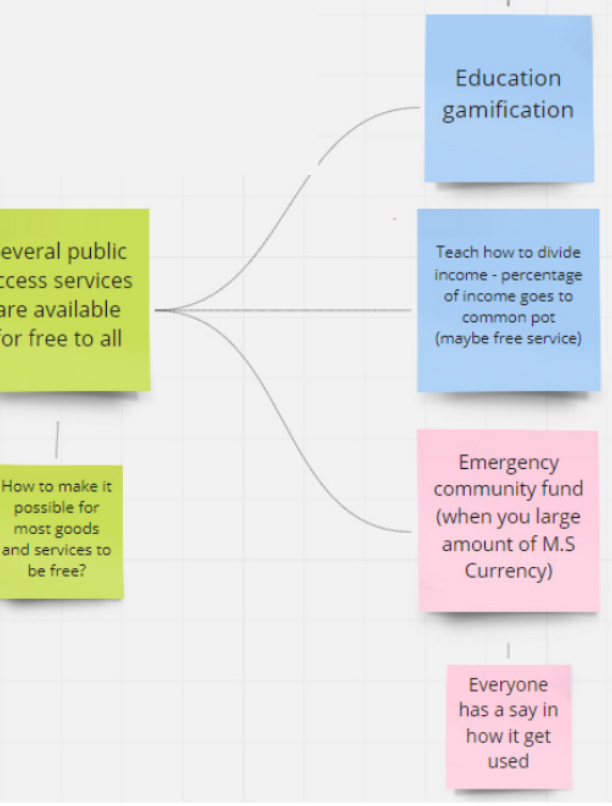 Education
gamification
everal public
ccess services
are available
for free to all
Teach how to divide
income - percentage
of income goes to
common pot
(maybe free service)
How to make it
possible for
most goods
and services to
be free?
Emergency
community fund
(when you large
amount of M.S
Currency)
Everyone
has a say in
how it get
used